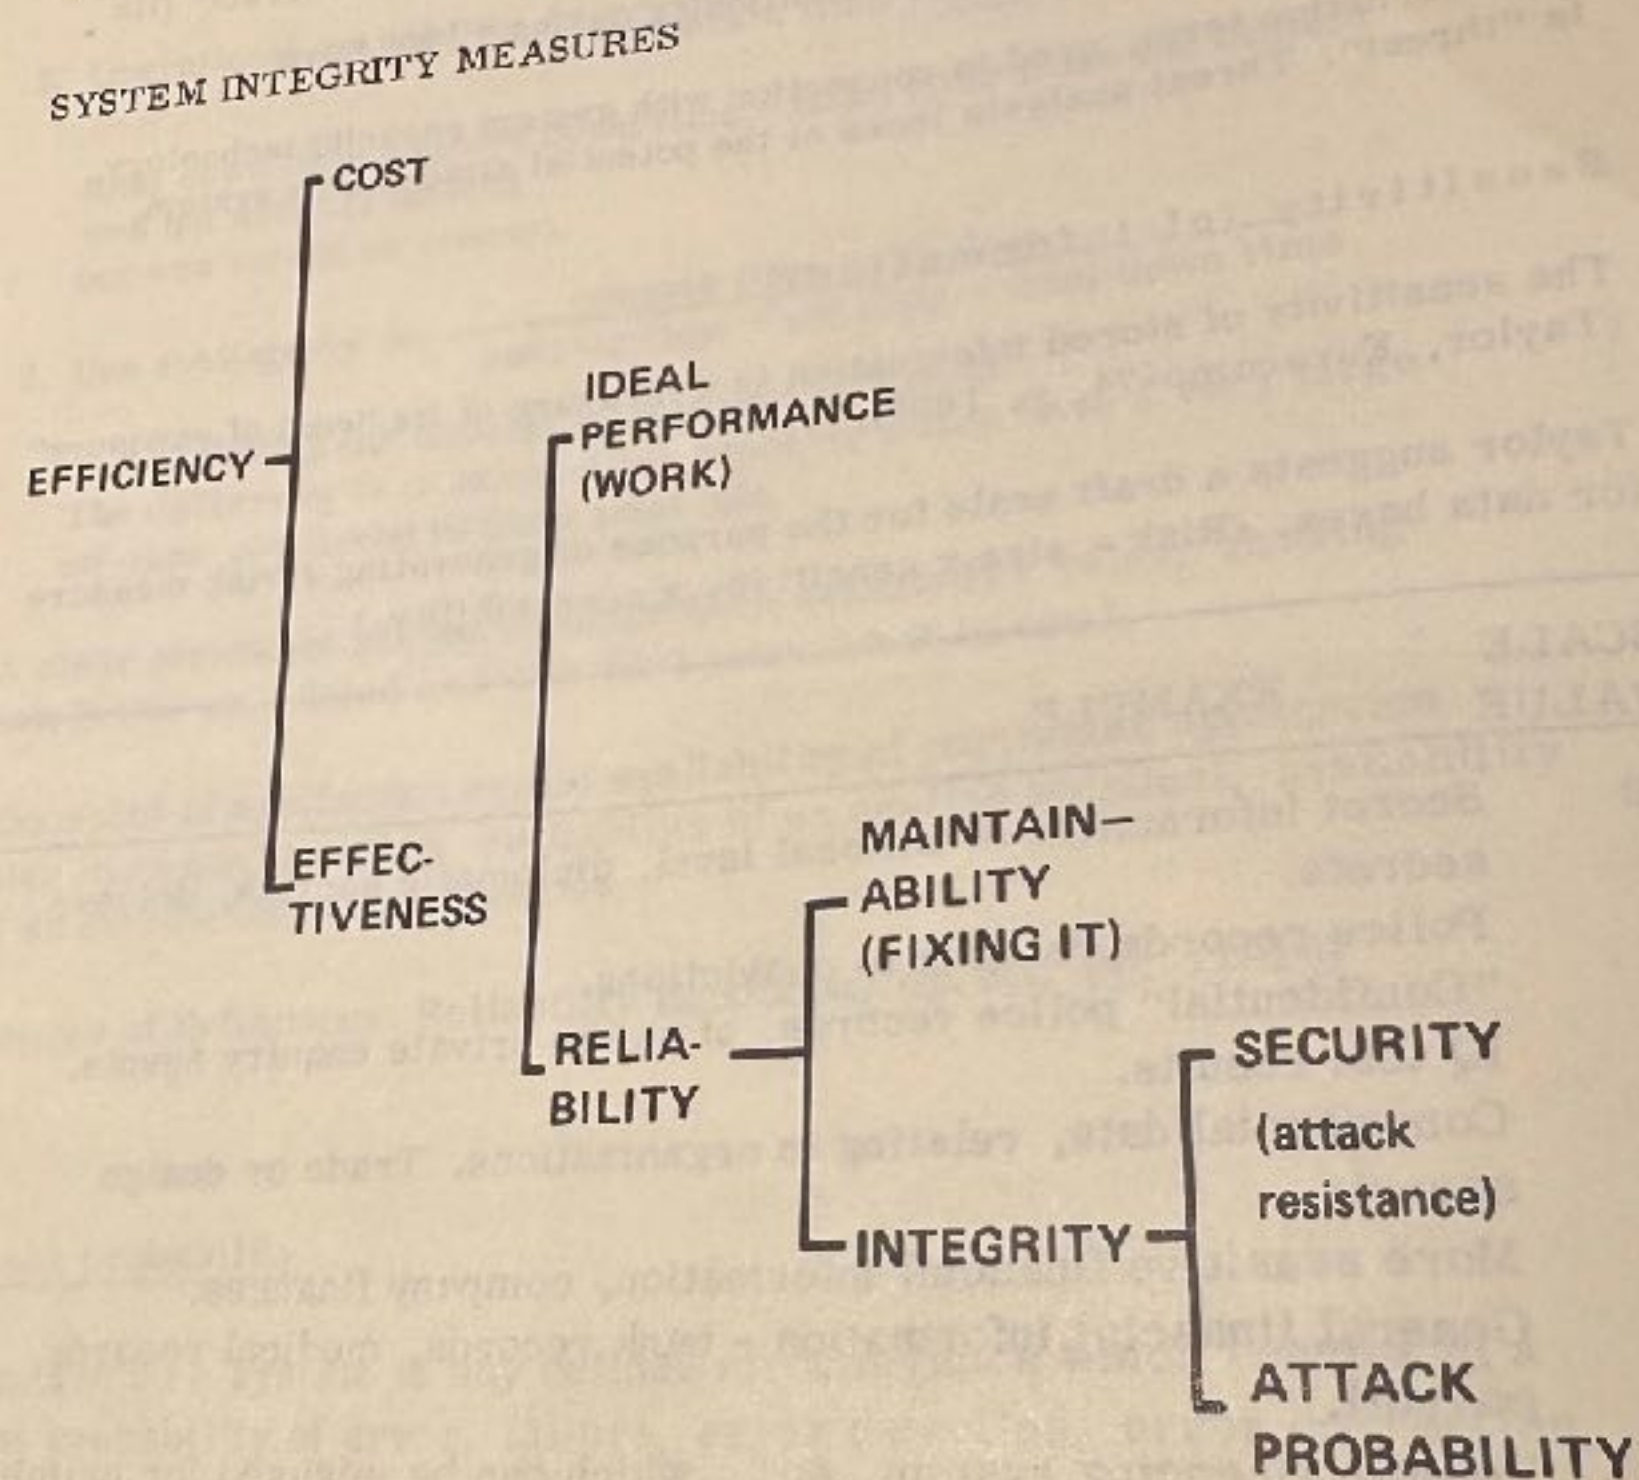 SYSTEM INTEGRITY MEASURES
COST
IDEAL
PERFORMANCE
(WORK)
EFFICIENCY
EFFEC-
TIVENESS
MAINTAIN—
ABILITY
(FIXING IT)
RELIA-
BILITY
SECURITY
(attack
resistance)
INTEGRITY
ATTACK
PROBABILITY